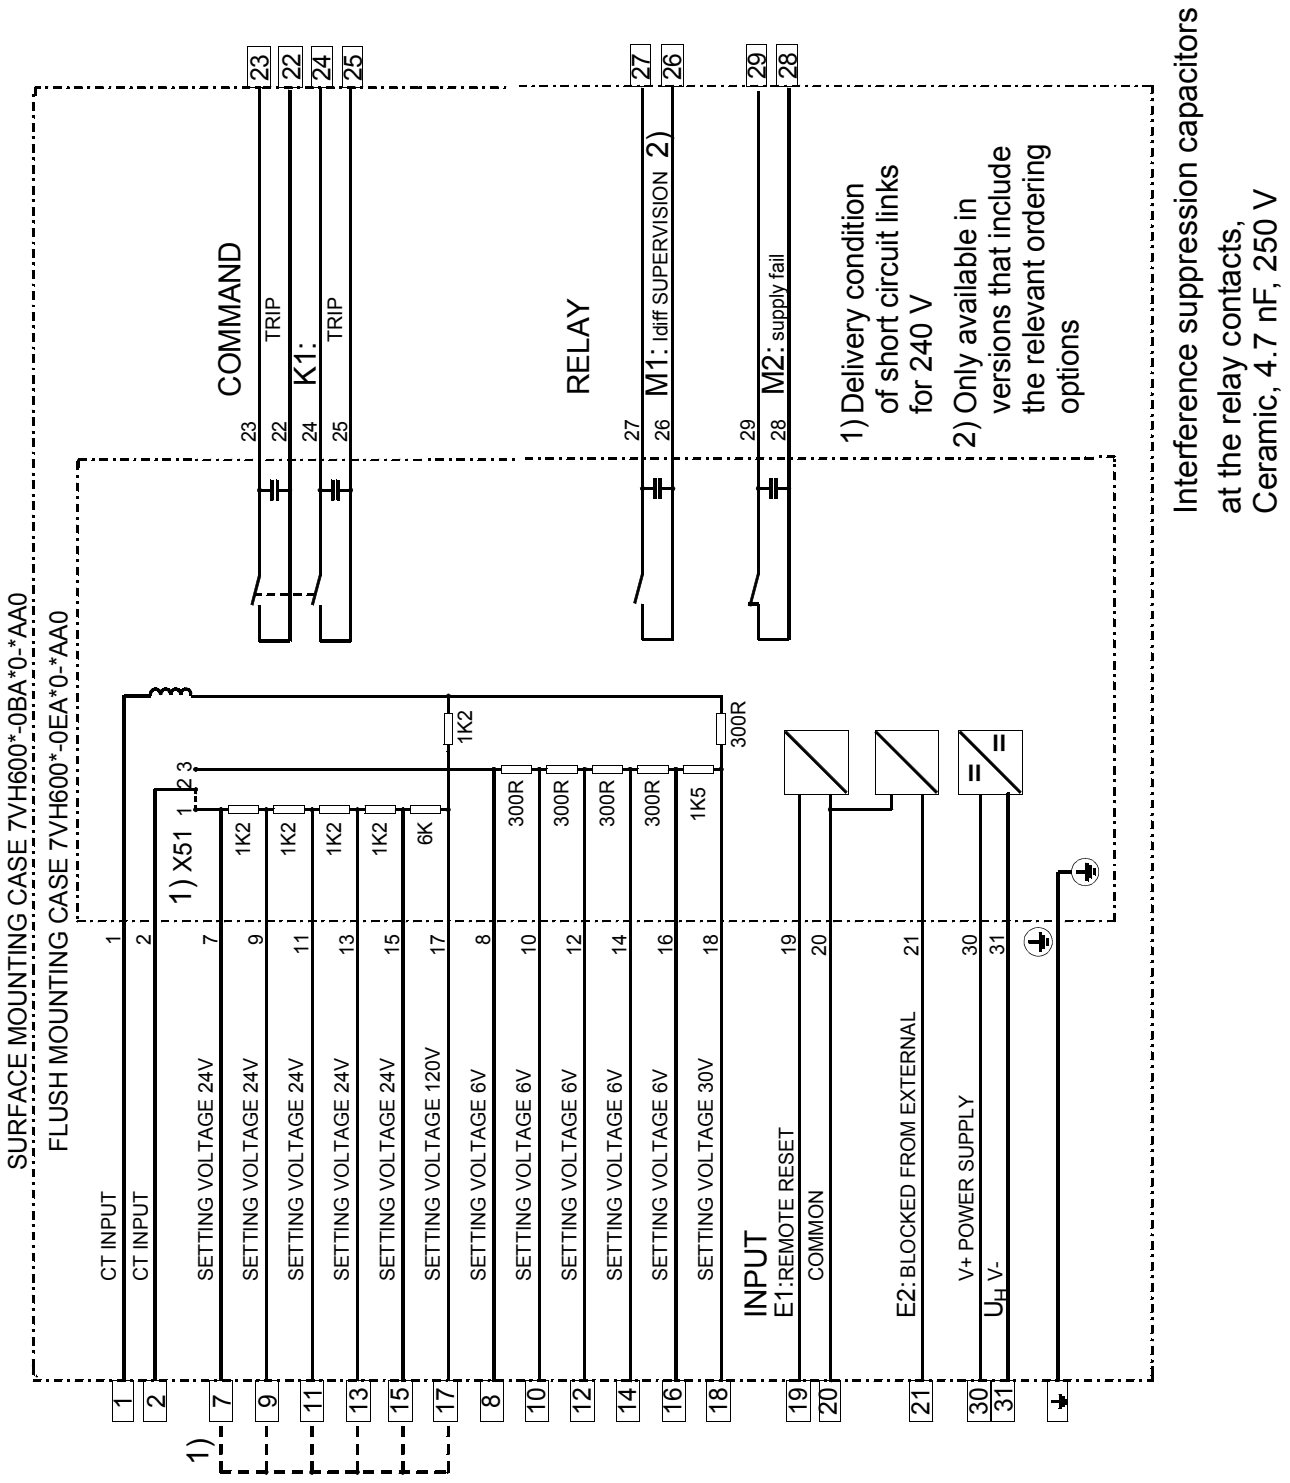 SURFACE MOUNTING CASE 7VH600*-0BA*0-*AA0
FLUSH MOUNTING CASE 7VH600*-0EA*0-*AA0
1
CT INPUT
1
2
CT INPUT
2
1) X51
1
2
3
1)
7
SETTING VOLTAGE 24V
7
1K2
9
SETTING VOLTAGE 24V
9
1K2
11
SETTING VOLTAGE 24V
11
1K2
13
SETTING VOLTAGE 24V
13
1K2
15
SETTING VOLTAGE 24V
15
6K
17
SETTING VOLTAGE 120V
17
1K2
8
SETTING VOLTAGE 6V
8
300R
10
SETTING VOLTAGE 6V
10
300R
12
SETTING VOLTAGE 6V
12
300R
14
SETTING VOLTAGE 6V
14
300R
16
SETTING VOLTAGE 6V
16
1K5
18
SETTING VOLTAGE 30V
18
300R
INPUT
19
E1:REMOTE RESET
19
20
COMMON
20
21
E2: BLOCKED FROM EXTERNAL
21
30
V+ POWER SUPPLY
30
31
UH V-
31
COMMAND
23
TRIP
23
22
22
K1:
24
TRIP
24
25
25
RELAY
27
27
M1: Idiff SUPERVISION 2)
26
26
29
29
M2: supply fail
28
28
1) Delivery condition
of short circuit links
for 240 V
2) Only available in
versions that include
the relevant ordering
options
Interference suppression capacitors
at the relay contacts,
Ceramic, 4.7 nF, 250 V